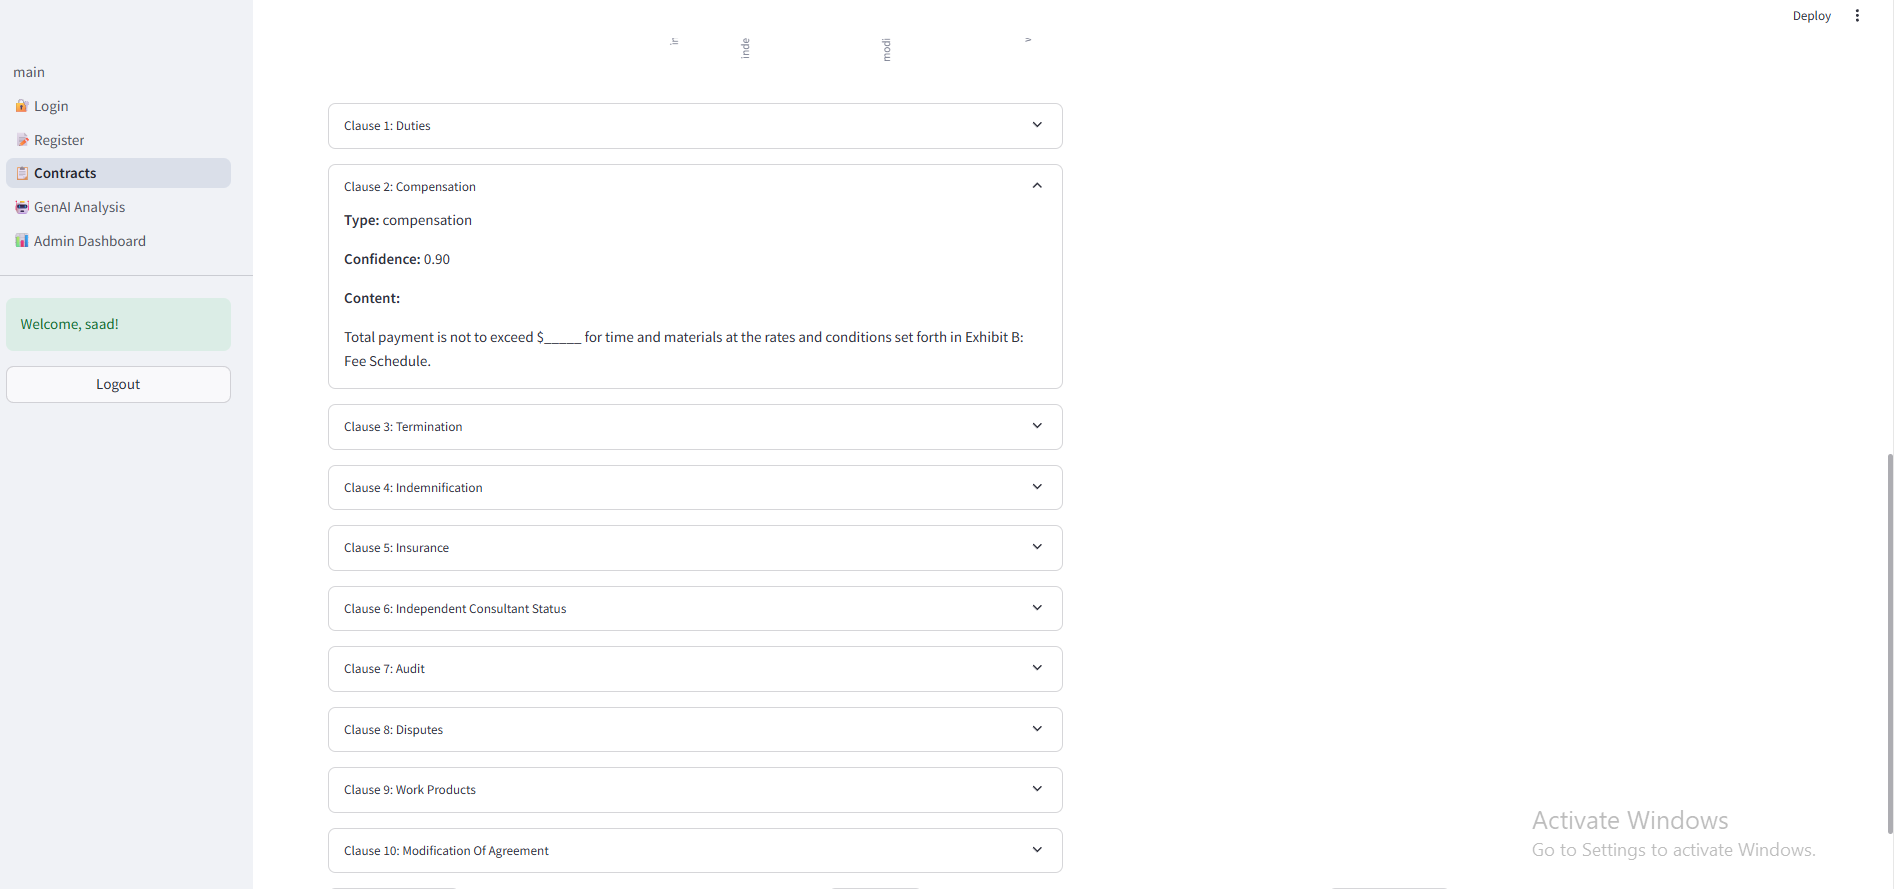 Deploy
main
Login
Register
Contracts
GenAI Analysis
Admin Dashboard
Welcome, saad!
Logout
inde
modi
Clause 1: Duties
Clause 2: Compensation
Type: compensation
Confidence: 0.90
Content:
Total payment is not to exceed $_____ for time and materials at the rates and conditions set forth in Exhibit B:
Fee Schedule.
Clause 3: Termination
Clause 4: Indemnification
Clause 5: Insurance
Clause 6: Independent Consultant Status
Clause 7: Audit
Clause 8: Disputes
Clause 9: Work Products
Clause 10: Modification Of Agreement
Activate Windows
Go to Settings to activate Windows.